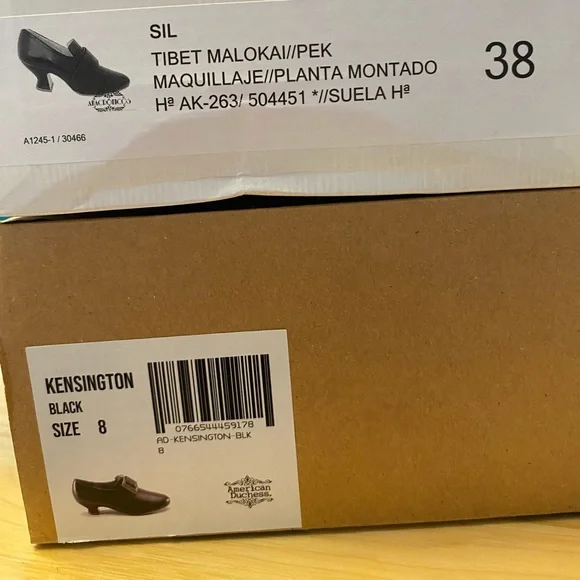 SIL
TIBET MALOKAI//PEK
MAQUILLAJE//PLANTA MONTADO
Hª AK-263/ 504451 *//SUELA Hª
38
A1245-1 / 30466
KENSINGTON
BLACK
SIZE 8
0766544459178
AD-KENSINGTON-BLK
8
American
Duchess